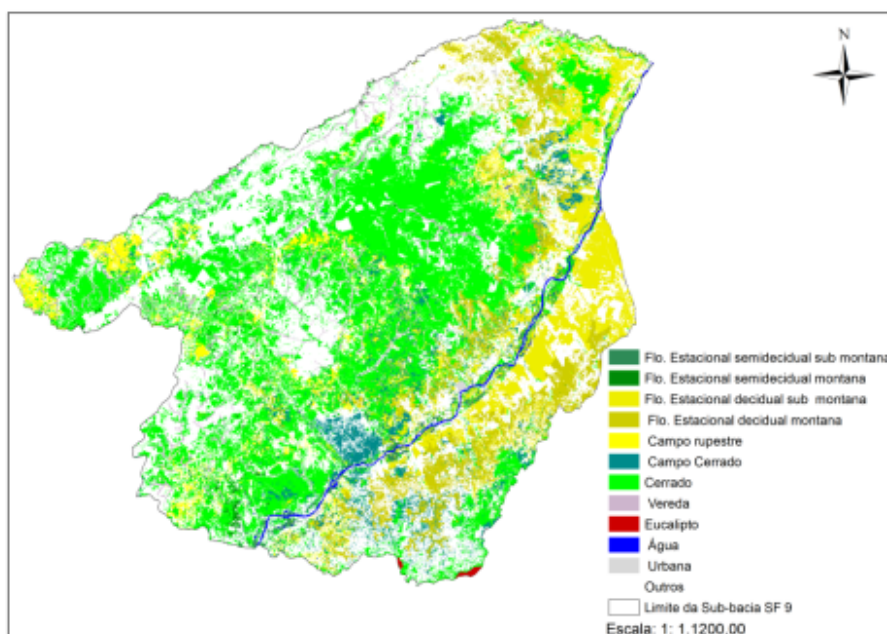 N
Flo. Estacional semidecidual sub montana
Flo. Estacional semidecidual montana
Flo. Estacional decidual sub montana
Flo. Estacional decidual montana
Campo rupestre
Campo Cerrado
Cerrado
Vereda
Eucalipto
Água
Urbana
Outros
Limite da Sub-bacia SF 9
Escala: 1: 1.1200.00